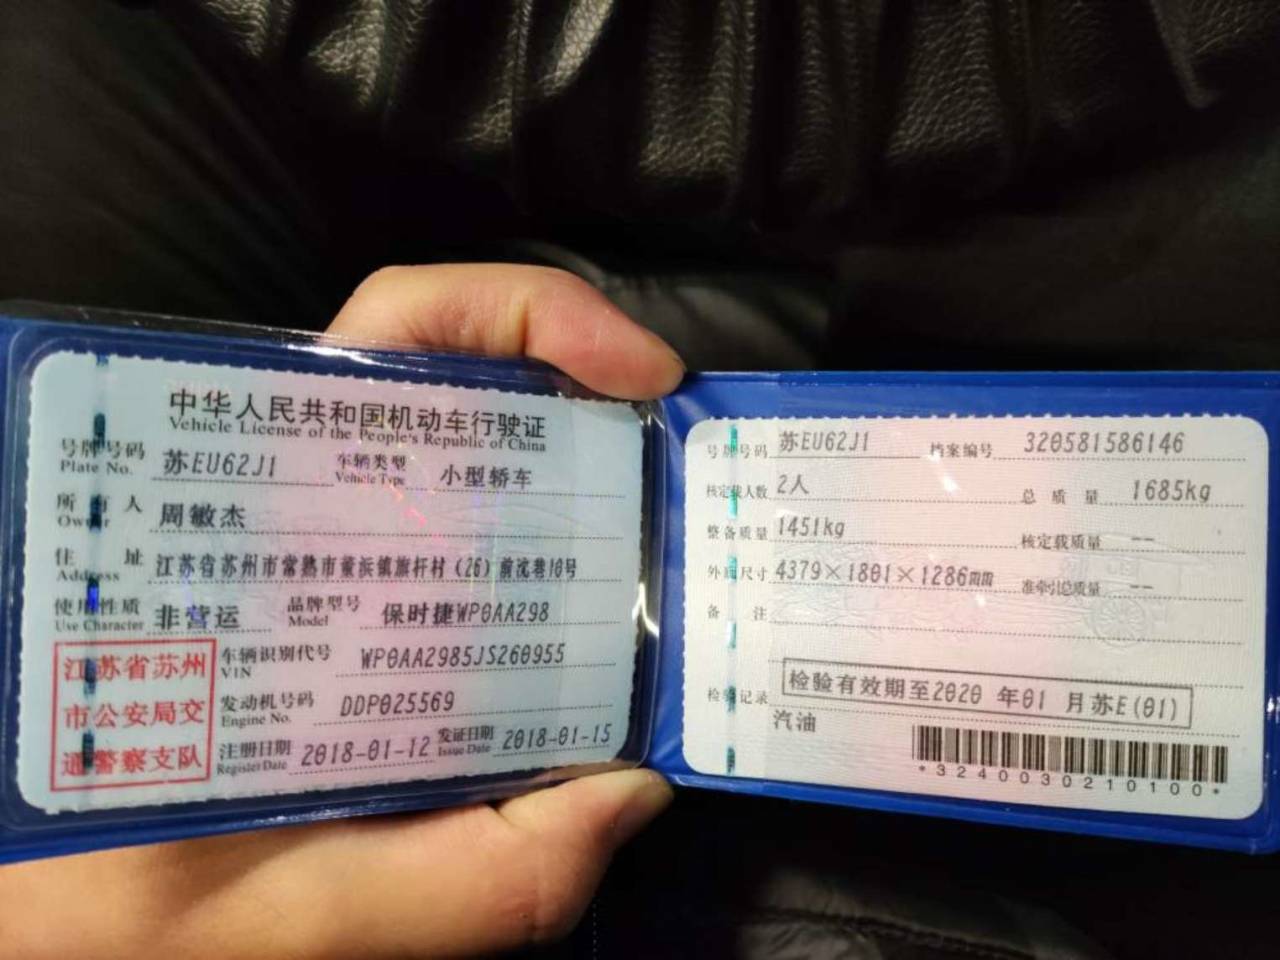 中华人民共和国机动车行驶证
Vehicle License of the People's Republic of China
号牌号码 苏EU62J1 车辆类型 小型轿车
Plate No. Vehicle Type
所有人 周敏杰
Owner
住址 江苏省苏州市常熟市董浜镇旗杆村(26)前沈巷10号
Address
使用性质 非营运 品牌型号 保时捷WP0AA298
Use Character Model
江苏省苏州
市公安局交
通警察支队
车辆识别代号 WP0AA2985JS260955
VIN
发动机号码 DDP025569
Engine No.
注册日期 2018-01-12 发证日期 2018-01-15
Register Date Issue Date
号牌号码 苏EU62J1 档案编号 320581586146
核定载人数 2人 总质量 1685kg
整备质量 1451kg 核定载质量 --
外廓尺寸 4379×1801×1286mm 准牵引总质量 --
备注
检验记录 检验有效期至2020年01月苏E(01)
汽油
*3240030210100*